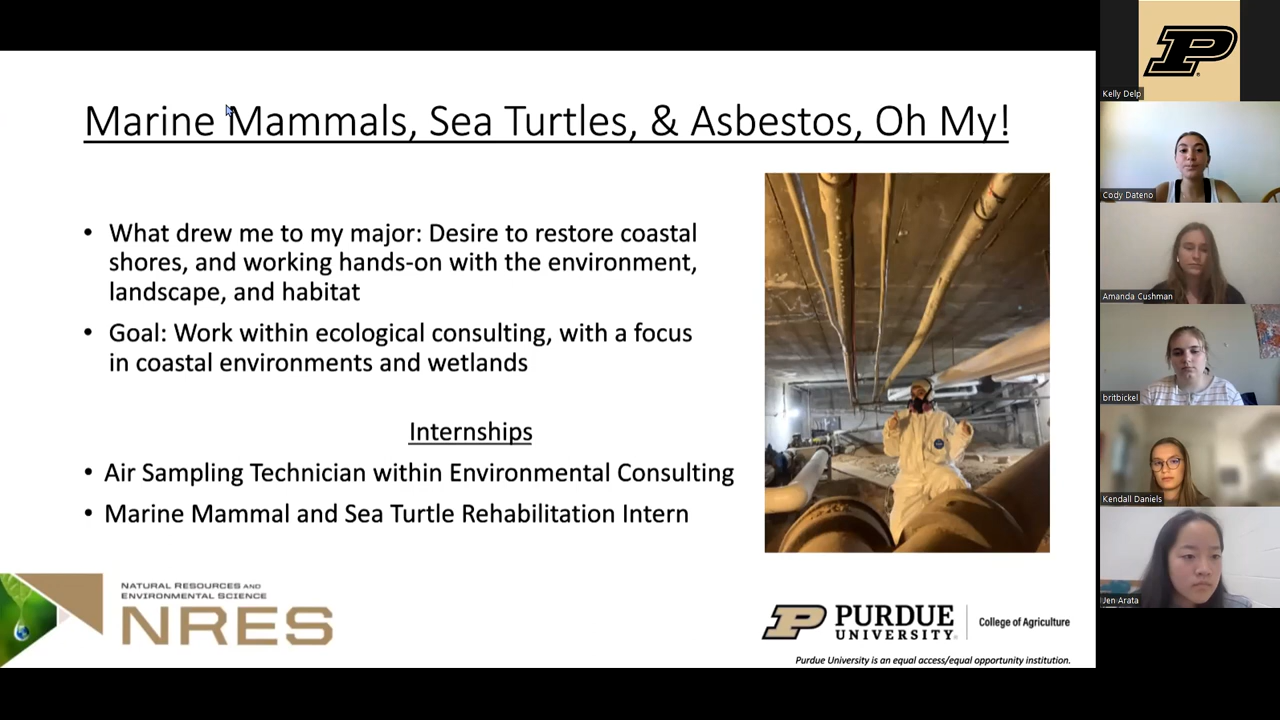 Marine Mammals, Sea Turtles, & Asbestos, Oh My!
• What drew me to my major: Desire to restore coastal
shores, and working hands-on with the environment,
landscape, and habitat
• Goal: Work within ecological consulting, with a focus
in coastal environments and wetlands
Internships
• Air Sampling Technician within Environmental Consulting
• Marine Mammal and Sea Turtle Rehabilitation Intern
NATURAL RESOURCES AND
ENVIRONMENTAL SCIENCE
NRES
P PURDUE
UNIVERSITY®
College of Agriculture
Purdue University is an equal access/equal opportunity institution.
P
Kelly Delp
Cody Dateno
Amanda Cushman
britbickel
Kendall Daniels
Jen Arata